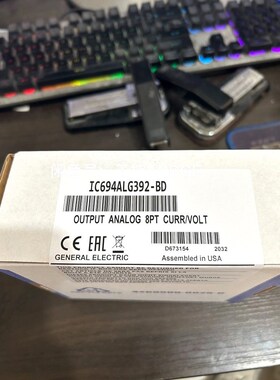 IC694ALG392-BD
OUTPUT ANALOG 8PT CURR/VOLT
CE EAC
D673154 2032
GENERAL ELECTRIC Assembled in USA